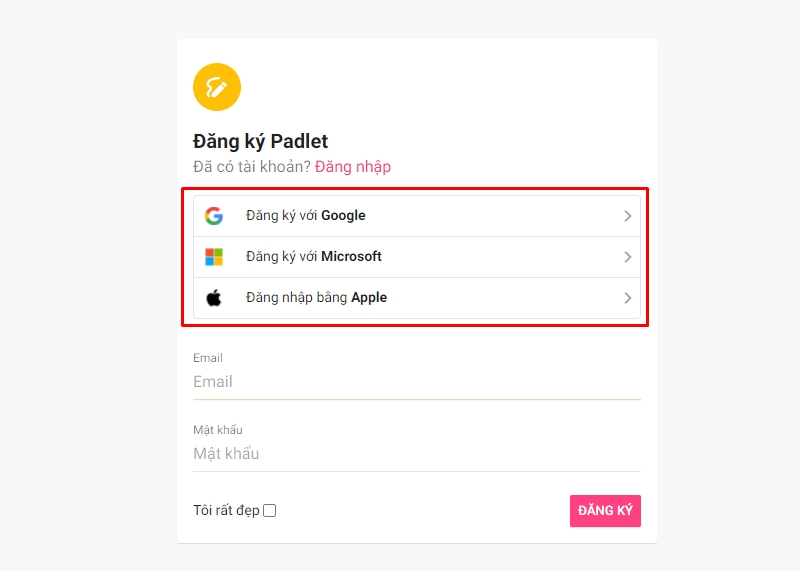 Đăng ký Padlet
Đã có tài khoản? Đăng nhập
Đăng ký với Google
Đăng ký với Microsoft
Đăng nhập bằng Apple
Email
Email
Mật khẩu
Mật khẩu
Tôi rất đẹp
ĐĂNG KÝ